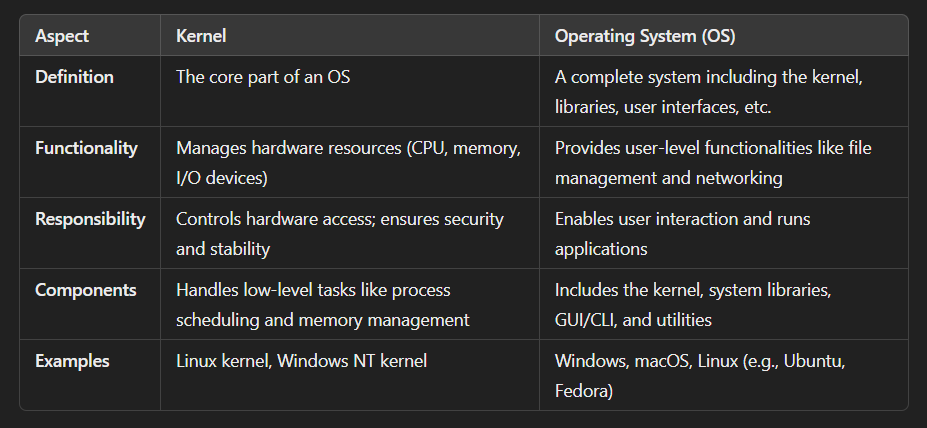 Aspect Kernel Operating System (OS)
Definition The core part of an OS A complete system including the kernel,
libraries, user interfaces, etc.
Functionality Manages hardware resources (CPU, memory, Provides user-level functionalities like file
I/O devices) management and networking
Responsibility Controls hardware access; ensures security Enables user interaction and runs
and stability applications
Components Handles low-level tasks like process Includes the kernel, system libraries,
scheduling and memory management GUI/CLI, and utilities
Examples Linux kernel, Windows NT kernel Windows, macOS, Linux (e.g., Ubuntu,
Fedora)